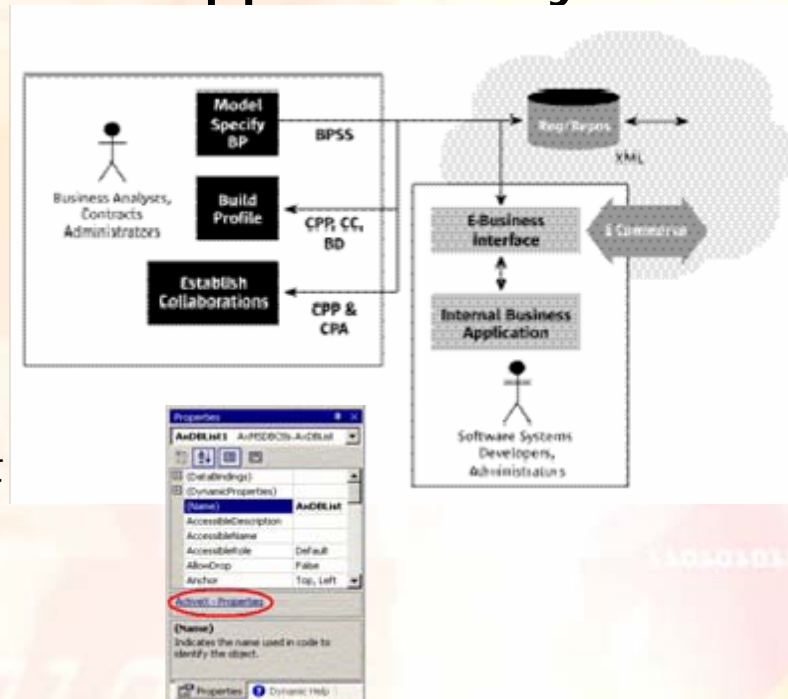 Model
Specify
BP
BPSS
Reg/Repos
XML
Business Analysts,
Contracts
Administrators
Build
Profile
CPP, CC,
BD
E-Business
Interface
E-Commerce
Establish
Collaborations
CPP &
CPA
Internal Business
Application
Software Systems
Developers,
Administrators
Properties
AxDBList1 AxMSDBCtls.AxDBList
(DataBindings)
(DynamicProperties)
(Name) AxDBList
AccessibleDescription
AccessibleName
AccessibleRole Default
AllowDrop False
Anchor Top, Left
ActiveX - Properties
(Name)
Indicates the name used in code to
identify the object.
Properties Dynamic Help